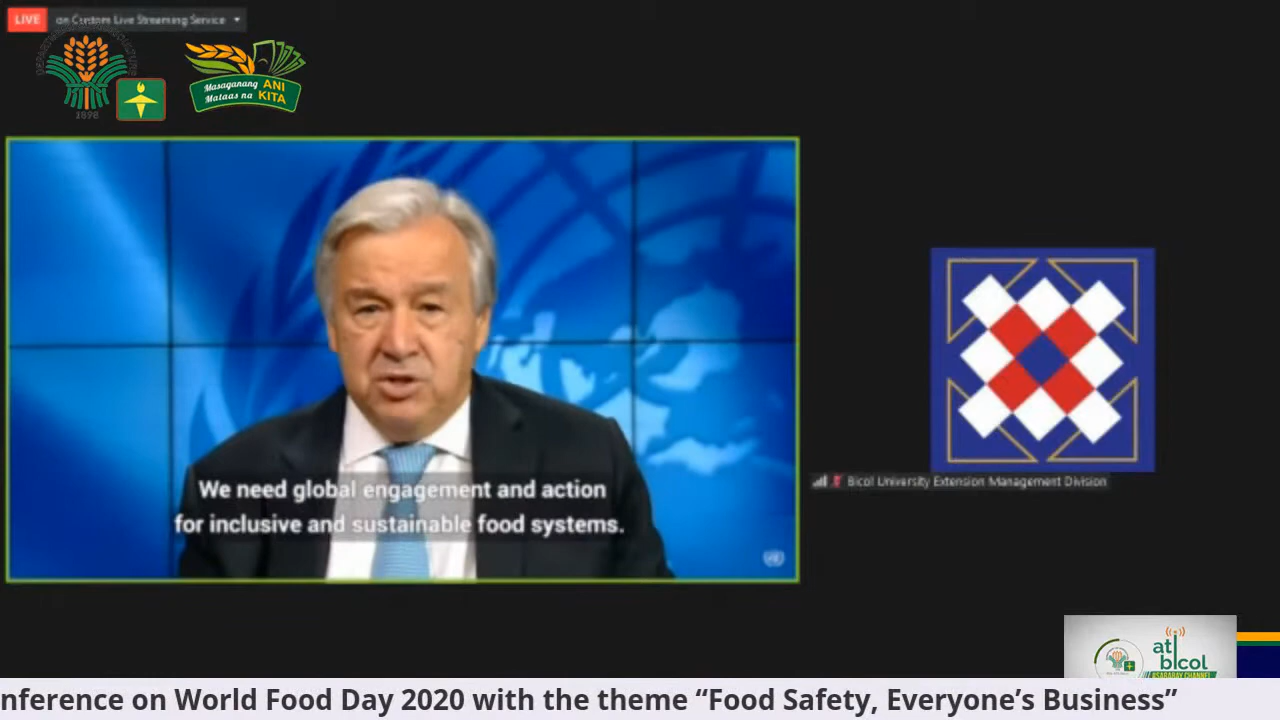 LIVE on Custom Live Streaming Service
1898
Masaganang ANI
Mataas na KITA
We need global engagement and action
for inclusive and sustainable food systems.
Bicol University Extension Management Division
ati
bicol
nference on World Food Day 2020 with the theme “Food Safety, Everyone’s Business”